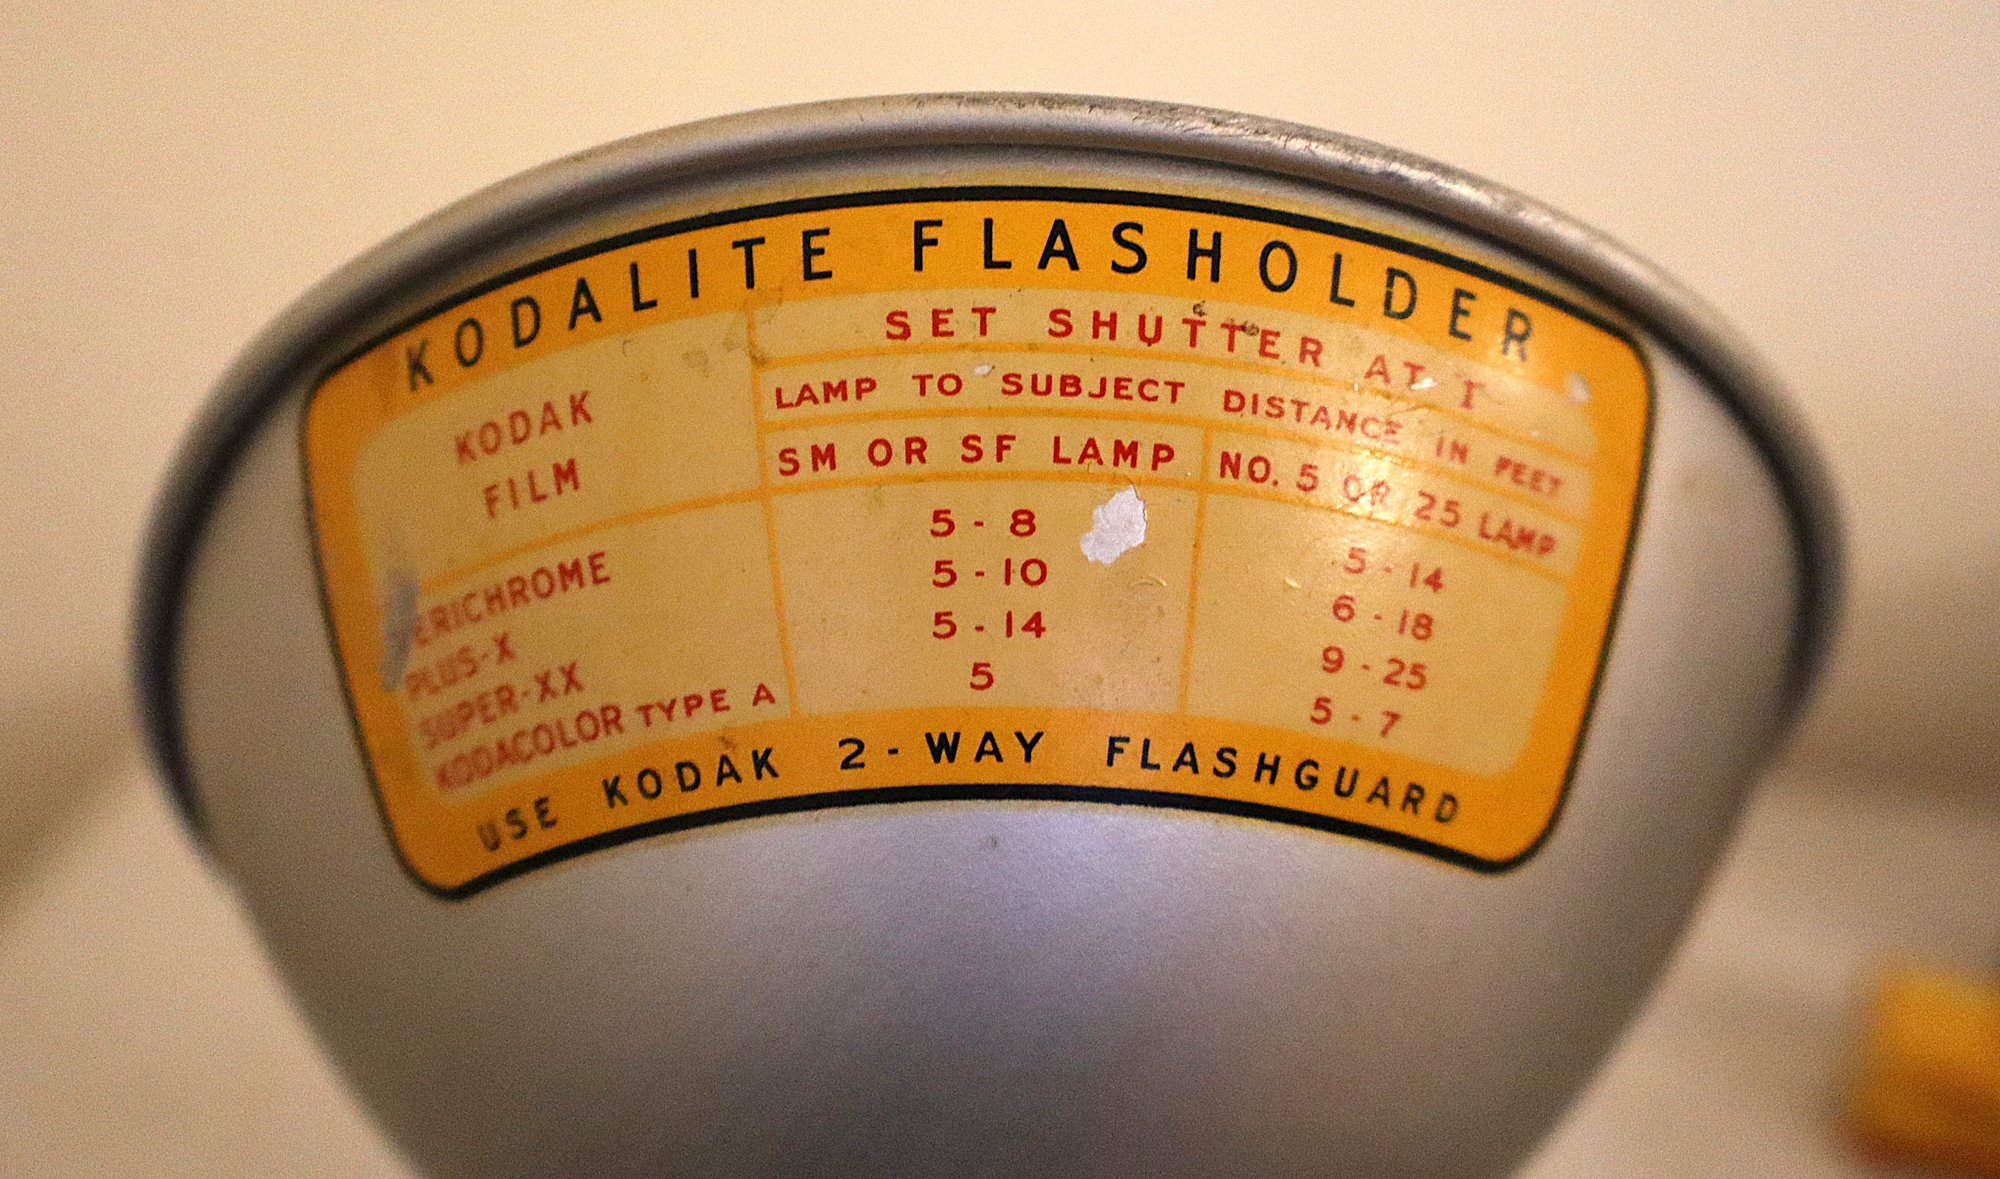 KODALITE FLASHOLDER
KODAK
FILM
SET SHUTTER AT I
LAMP TO SUBJECT DISTANCE IN FEET
SM OR SF LAMP NO. 5 OR 25 LAMP
ERICHROME 5 - 8 5 - 14
PLUS-X 5 - 10 6 - 18
SUPER-XX 5 - 14 9 - 25
KODACOLOR TYPE A 5 5 - 7
USE KODAK 2-WAY FLASHGUARD